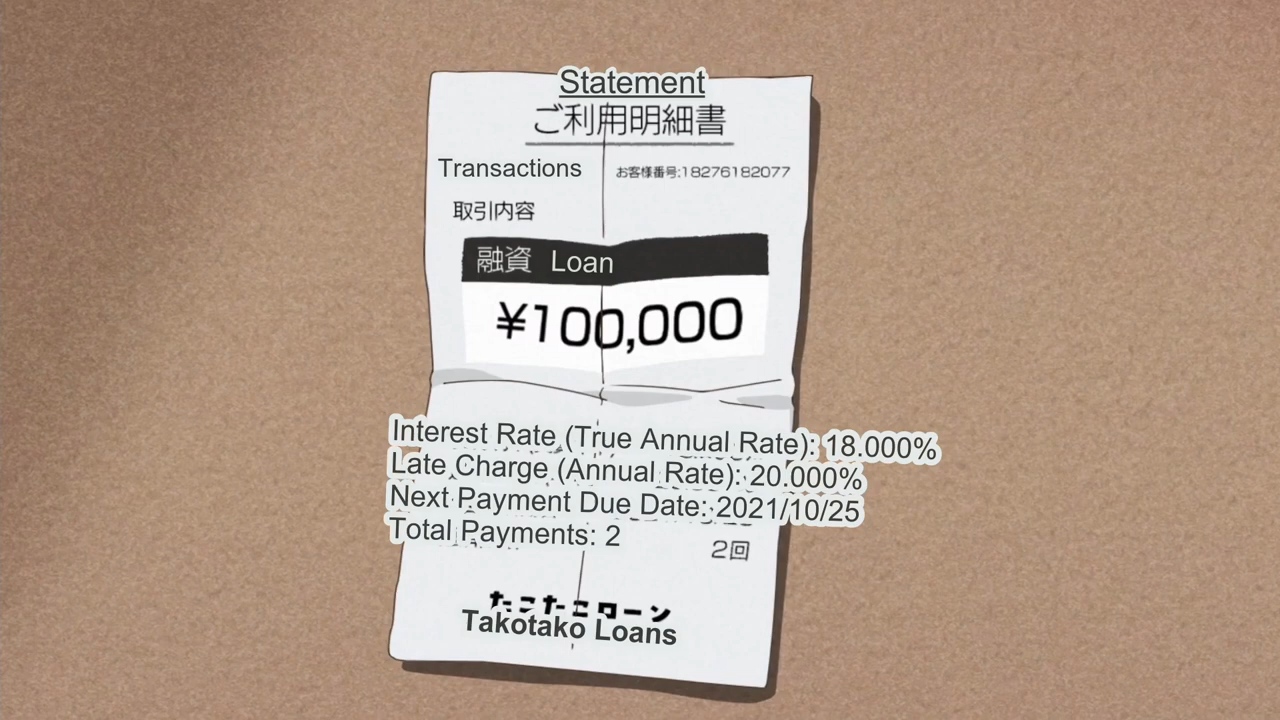 Statement
ご利用明細書
Transactions
お客様番号:18276182077
取引内容
融資 Loan
¥100,000
Interest Rate (True Annual Rate): 18.000%
Late Charge (Annual Rate): 20.000%
Next Payment Due Date: 2021/10/25
Total Payments: 2
2回
たこたこローン
Takotako Loans